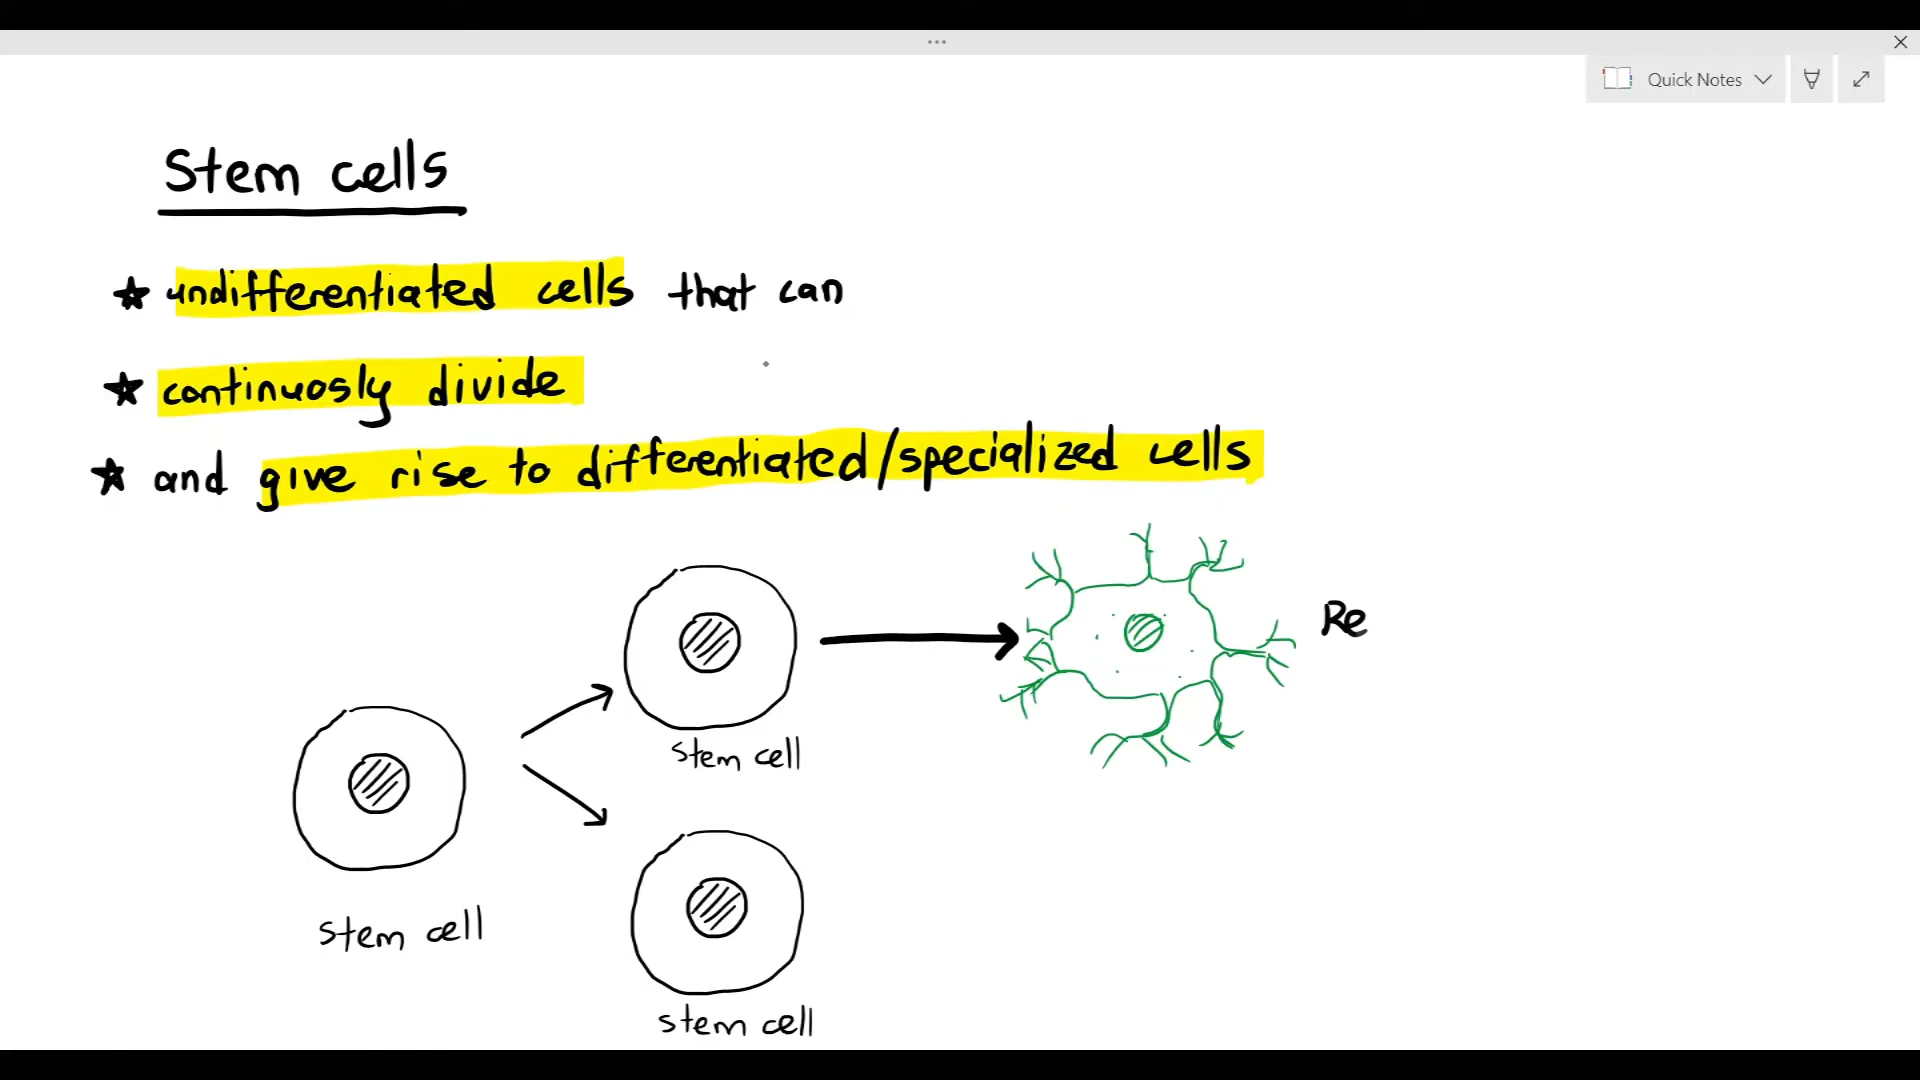 Quick Notes
Stem cells
undifferentiated cells that can
continuosly divide
and give rise to differentiated/specialized cells
Re
stem cell
stem cell
stem cell